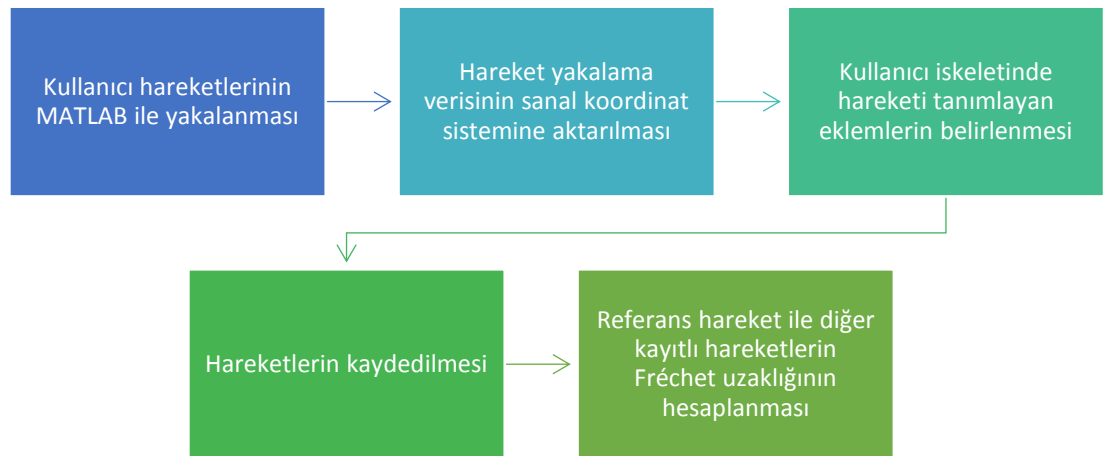 Kullanıcı hareketlerinin
MATLAB ile yakalanması
Hareket yakalama
verisinin sanal koordinat
sistemine aktarılması
Kullanıcı iskeletinde
hareketi tanımlayan
eklemlerin belirlenmesi
Hareketlerin kaydedilmesi
Referans hareket ile diğer
kayıtlı hareketlerin
Fréchet uzaklığının
hesaplanması